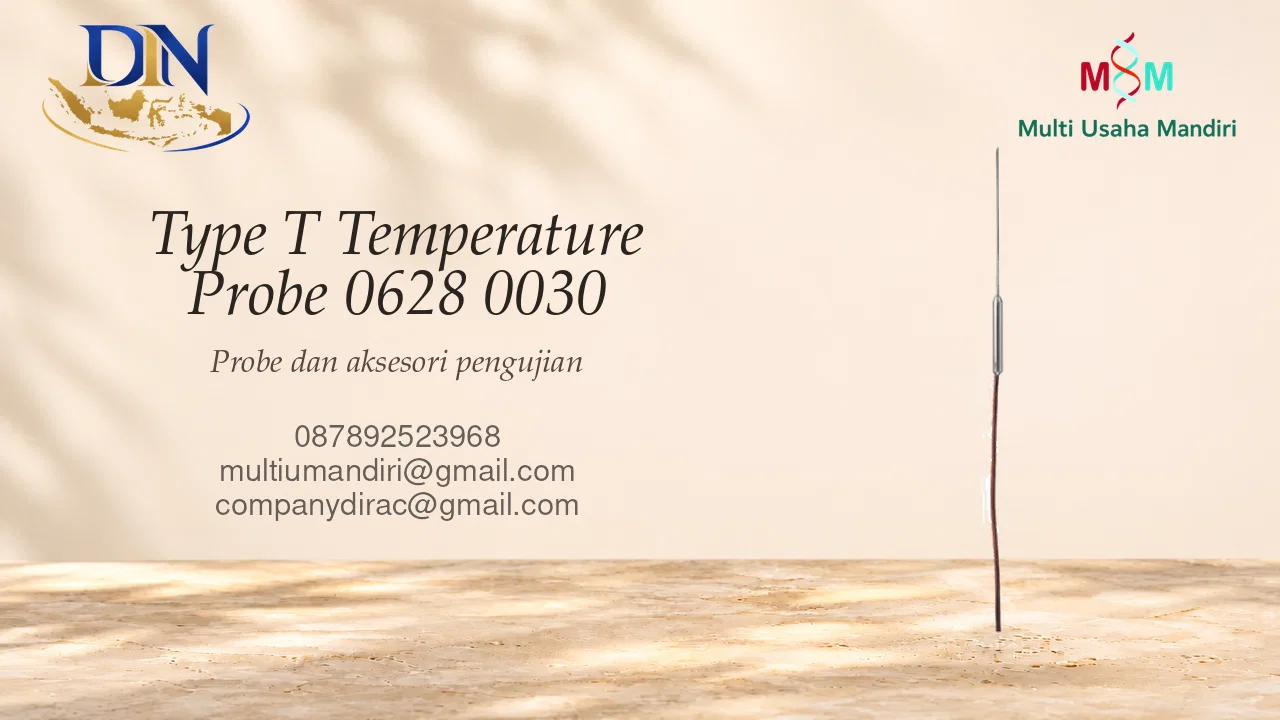 DIN
M M
Multi Usaha Mandiri
Type T Temperature
Probe 0628 0030
Probe dan aksesori pengujian
087892523968
multiumandiri@gmail.com
companydirac@gmail.com